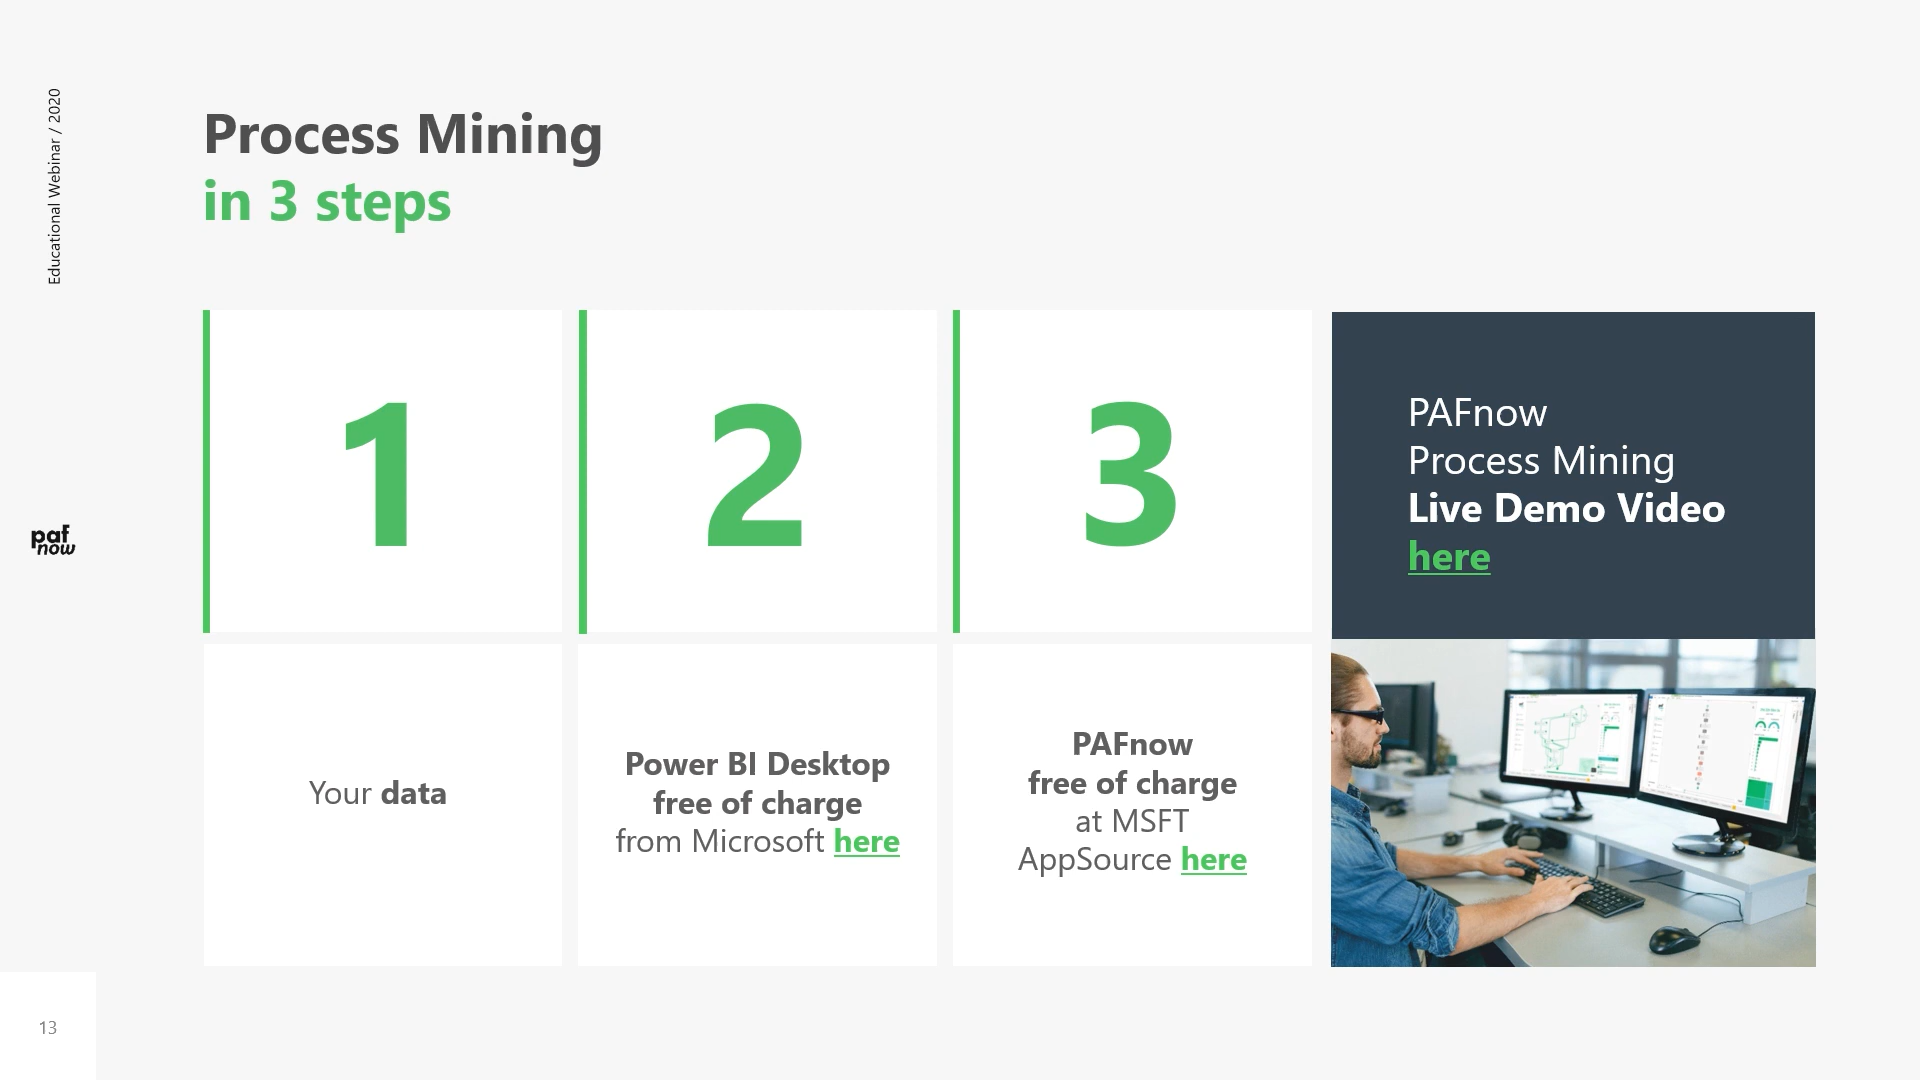 Educational Webinar / 2020
Process Mining
in 3 steps
1
2
3
PAFnow
Process Mining
Live Demo Video
here
Your data
Power BI Desktop
free of charge
from Microsoft here
PAFnow
free of charge
at MSFT
AppSource here
paf
now
13